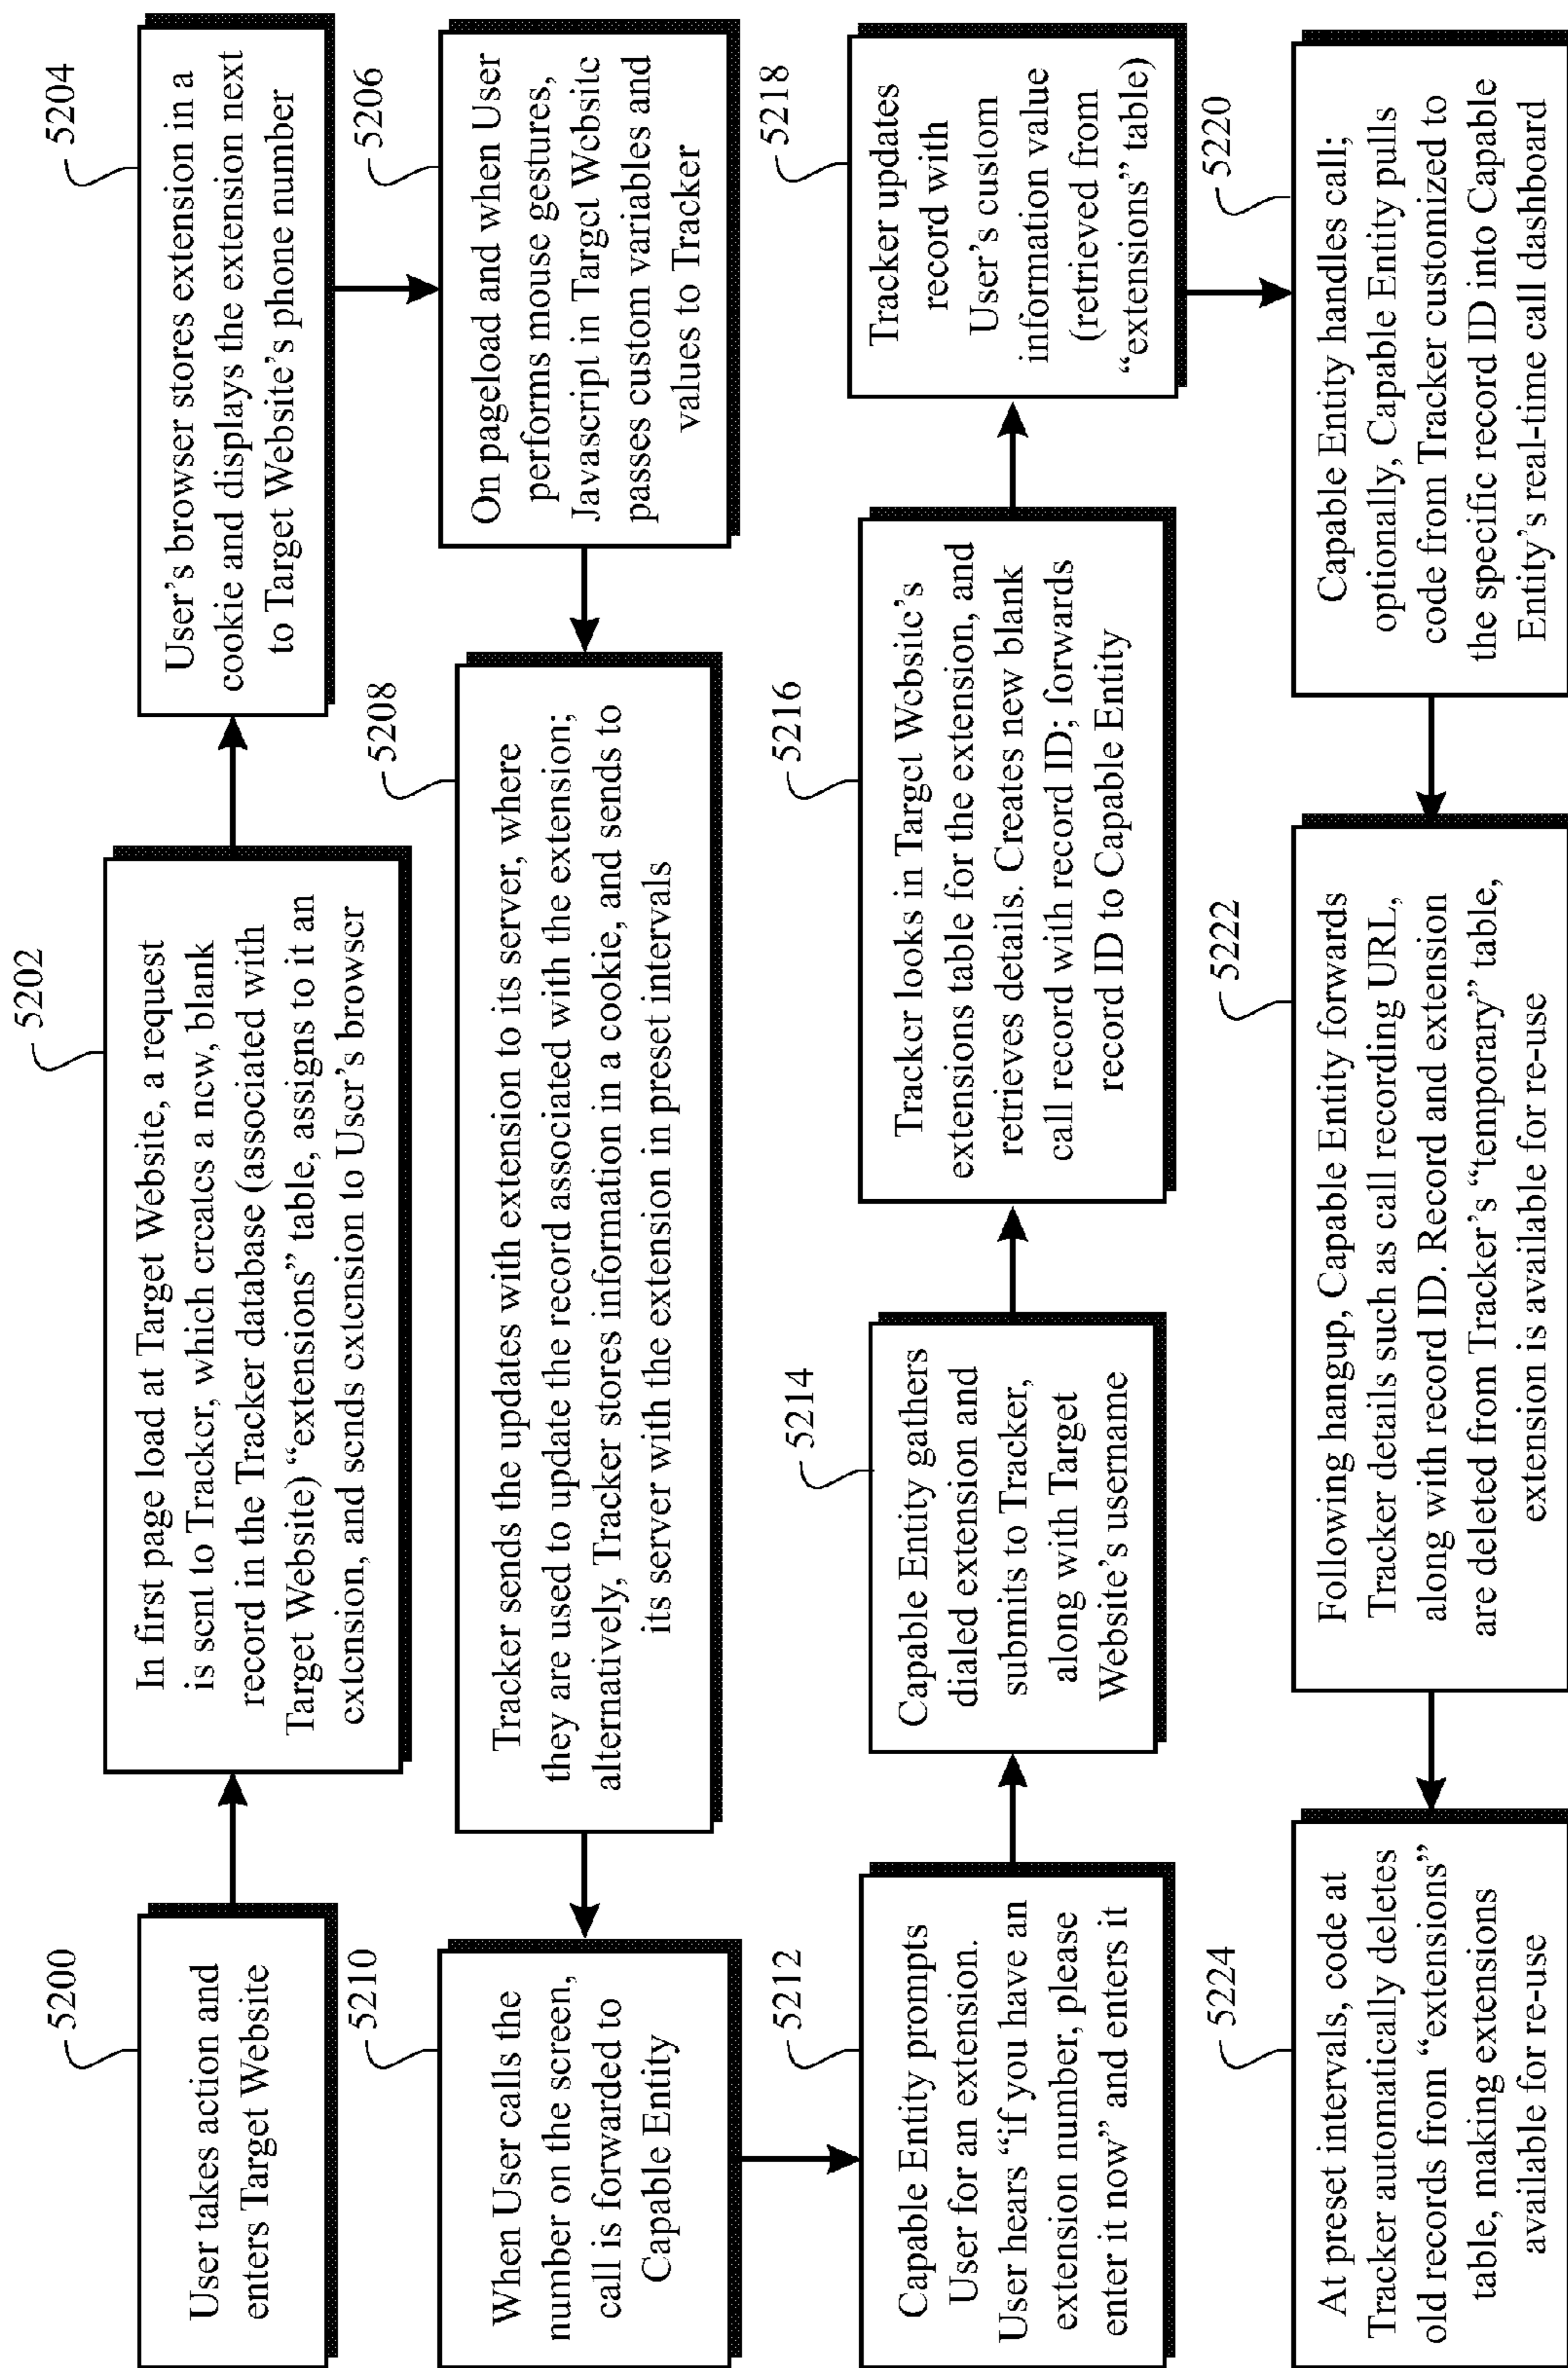 5200
User takes action and
enters Target Website
5202
In first page load at Target Website, a request
is sent to Tracker, which creates a new, blank
record in the Tracker database (associated with
Target Website) “extensions” table, assigns to it an
extension, and sends extension to User's browser
5204
User's browser stores extension in a
cookie and displays the extension next
to Target Website's phone number
5206
On pageload and when User
performs mouse gestures,
Javascript in Target Website
passes custom variables and
values to Tracker
5208
Tracker sends the updates with extension to its server, where
they are used to update the record associated with the extension;
alternatively, Tracker stores information in a cookie, and sends to
its server with the extension in preset intervals
5210
When User calls the
number on the screen,
call is forwarded to
Capable Entity
5212
Capable Entity prompts
User for an extension.
User hears “if you have an
extension number, please
enter it now” and enters it
5214
Capable Entity gathers
dialed extension and
submits to Tracker,
along with Target
Website's username
5216
Tracker looks in Target Website's
extensions table for the extension, and
retrieves details. Creates new blank
call record with record ID; forwards
record ID to Capable Entity
5218
Tracker updates
record with
User's custom
information value
(retrieved from
“extensions” table)
5220
Capable Entity handles call;
optionally, Capable Entity pulls
code from Tracker customized to
the specific record ID into Capable
Entity's real-time call dashboard
5222
Following hangup, Capable Entity forwards
Tracker details such as call recording URL,
along with record ID. Record and extension
are deleted from Tracker's “temporary” table,
extension is available for re-use
5224
At preset intervals, code at
Tracker automatically deletes
old records from “extensions”
table, making extensions
available for re-use